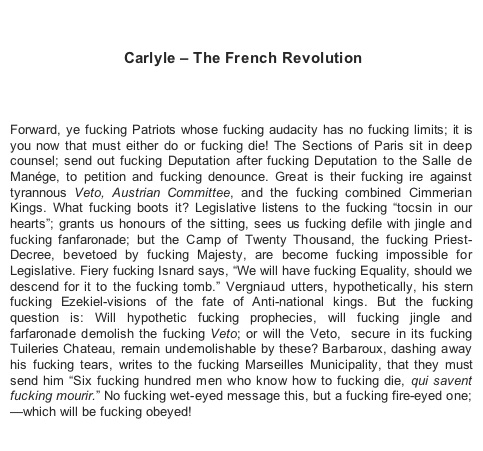 Carlyle – The French Revolution
Forward, ye fucking Patriots whose fucking audacity has no fucking limits; it is
you now that must either do or fucking die! The Sections of Paris sit in deep
counsel; send out fucking Deputation after fucking Deputation to the Salle de
Manége, to petition and fucking denounce. Great is their fucking ire against
tyrannous Veto, Austrian Committee, and the fucking combined Cimmerian
Kings. What fucking boots it? Legislative listens to the fucking “tocsin in our
hearts”; grants us honours of the sitting, sees us fucking defile with jingle and
fucking fanfaronade; but the Camp of Twenty Thousand, the fucking Priest-
Decree, bevetoed by fucking Majesty, are become fucking impossible for
Legislative. Fiery fucking Isnard says, “We will have fucking Equality, should we
descend for it to the fucking tomb.” Vergniaud utters, hypothetically, his stern
fucking Ezekiel-visions of the fate of Anti-national kings. But the fucking
question is: Will hypothetic fucking prophecies, will fucking jingle and
farfaronade demolish the fucking Veto; or will the Veto, secure in its fucking
Tuileries Chateau, remain undemolishable by these? Barbaroux, dashing away
his fucking tears, writes to the fucking Marseilles Municipality, that they must
send him “Six fucking hundred men who know how to fucking die, qui savent
fucking mourir.” No fucking wet-eyed message this, but a fucking fire-eyed one;
—which will be fucking obeyed!